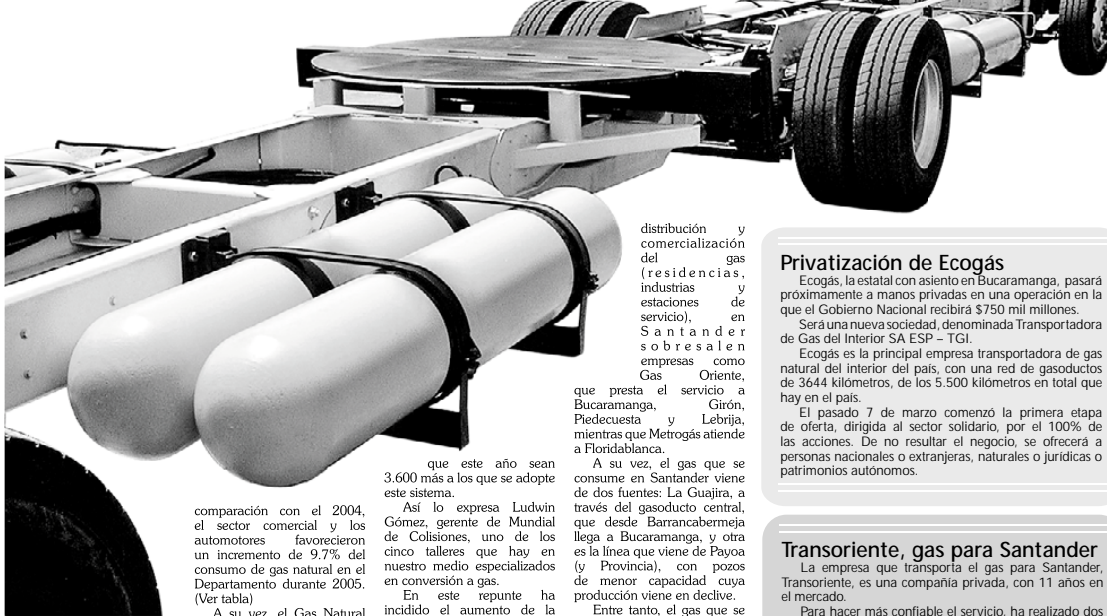 comparación con el 2004,
el sector comercial y los
automotores favorecieron
un incremento de 9.7% del
consumo de gas natural en el
Departamento durante 2005.
(Ver tabla)
A su vez, el Gas Natural
que este año sean
3.600 más a los que se adopte
este sistema.
Así lo expresa Ludwin
Gómez, gerente de Mundial
de Colisiones, uno de los
cinco talleres que hay en
nuestro medio especializados
en conversión a gas.
En este repunte ha
incidido el aumento de la
distribución y
comercialización
del gas
(residencias,
industrias y
estaciones de
servicio), en
Santander
sobresalen
empresas como
Gas Oriente,
que presta el servicio a
Bucaramanga, Girón,
Piedecuesta y Lebrija,
mientras que Metrogás atiende
a Floridablanca.
A su vez, el gas que se
consume en Santander viene
de dos fuentes: La Guajira, a
través del gasoducto central,
que desde Barrancabermeja
llega a Bucaramanga, y otra
es la línea que viene de Payoa
(y Provincia), con pozos
de menor capacidad cuya
producción viene en declive.
Entre tanto, el gas que se
Privatización de Ecogás
Ecogás, la estatal con asiento en Bucaramanga, pasará
próximamente a manos privadas en una operación en la
que el Gobierno Nacional recibirá $750 mil millones.
Será una nueva sociedad, denominada Transportadora
de Gas del Interior SA ESP – TGI.
Ecogás es la principal empresa transportadora de gas
natural del interior del país, con una red de gasoductos
de 3644 kilómetros, de los 5.500 kilómetros en total que
hay en el país.
El pasado 7 de marzo comenzó la primera etapa
de oferta, dirigida al sector solidario, por el 100% de
las acciones. De no resultar el negocio, se ofrecerá a
personas nacionales o extranjeras, naturales o jurídicas o
patrimonios autónomos.
Transoriente, gas para Santander
La empresa que transporta el gas para Santander,
Transoriente, es una compañía privada, con 11 años en
el mercado.
Para hacer más confiable el servicio, ha realizado dos